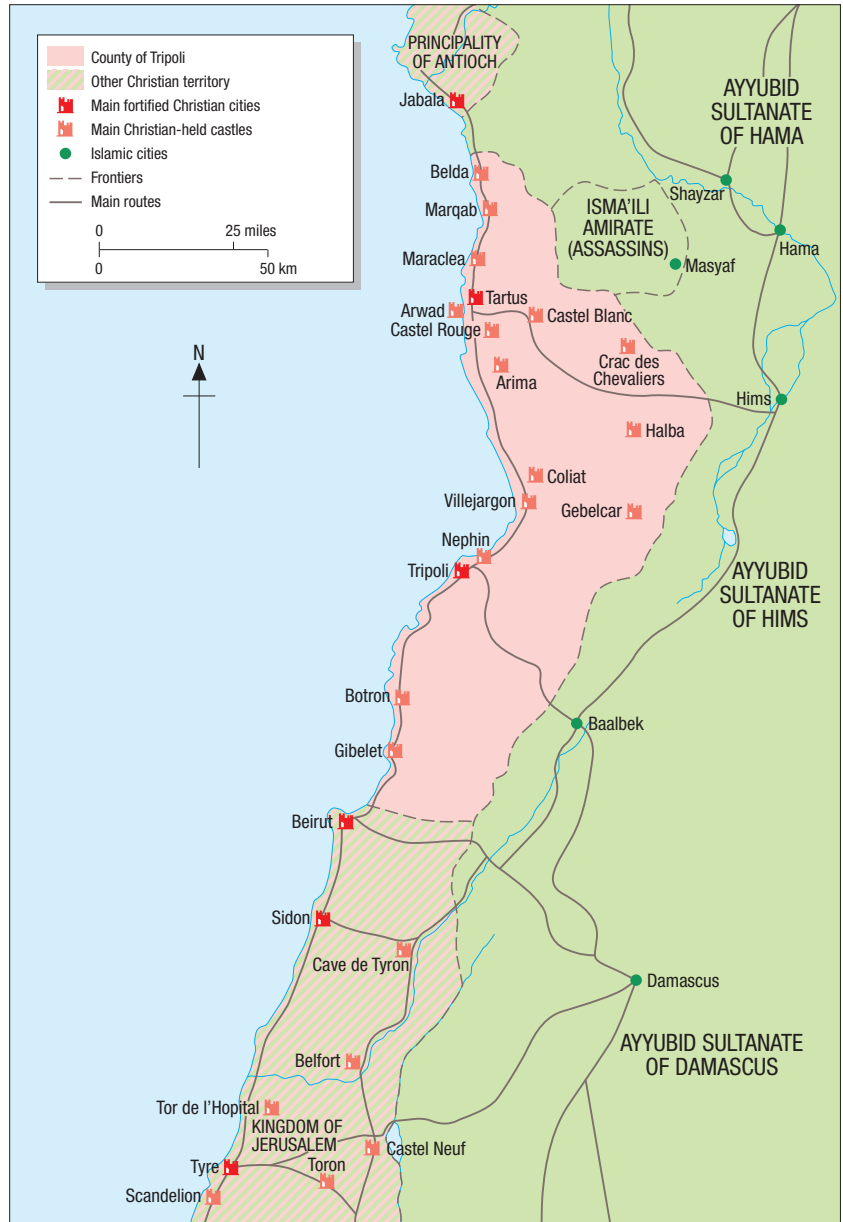 County of Tripoli
Other Christian territory
Main fortified Christian cities
Main Christian-held castles
Islamic cities
Frontiers
Main routes
0 25 miles
0 50 km
N
PRINCIPALITY
OF ANTIOCH
Jabala
AYYUBID
SULTANATE
OF HAMA
Belda
Shayzar
Marqab
ISMA'ILI
AMIRATE
(ASSASSINS)
Hama
Maraclea
Masyaf
Tartus
Arwad
Castel Blanc
Castel Rouge
Crac des
Chevaliers
Arima
Hims
Halba
Coliat
Villejargon
Gebelcar
Nephin
Tripoli
AYYUBID
SULTANATE
OF HIMS
Botron
Baalbek
Gibelet
Beirut
Sidon
Cave de Tyron
Damascus
AYYUBID SULTANATE
OF DAMASCUS
Belfort
Tor de l'Hopital
KINGDOM OF
JERUSALEM
Castel Neuf
Tyre
Toron
Scandelion